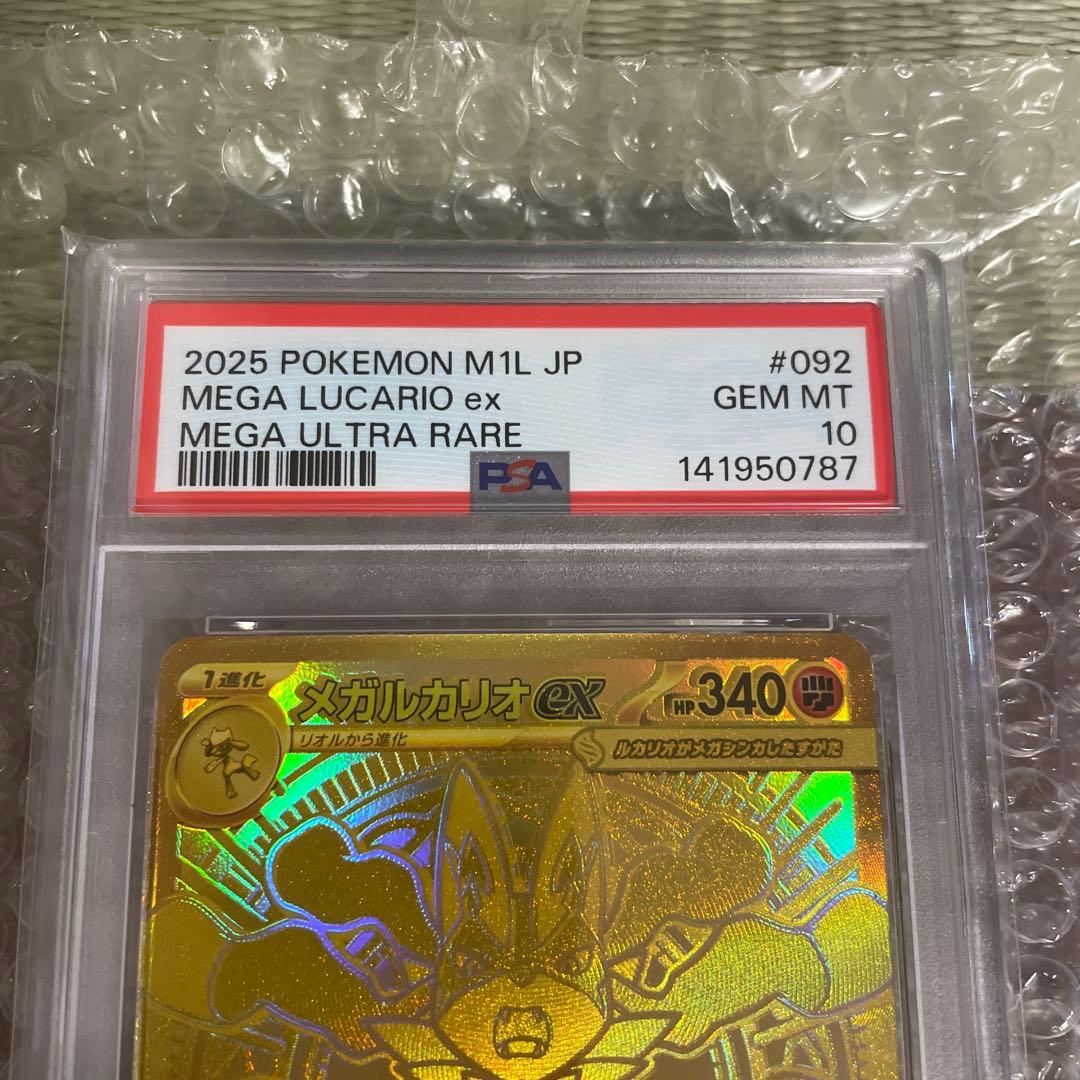 2025 POKEMON M1L JP #092
MEGA LUCARIO ex GEM MT
MEGA ULTRA RARE 10
PSA 141950787
1進化 メガルカリオex HP 340
リオルから進化
ルカリオがメガシンカしたすがた